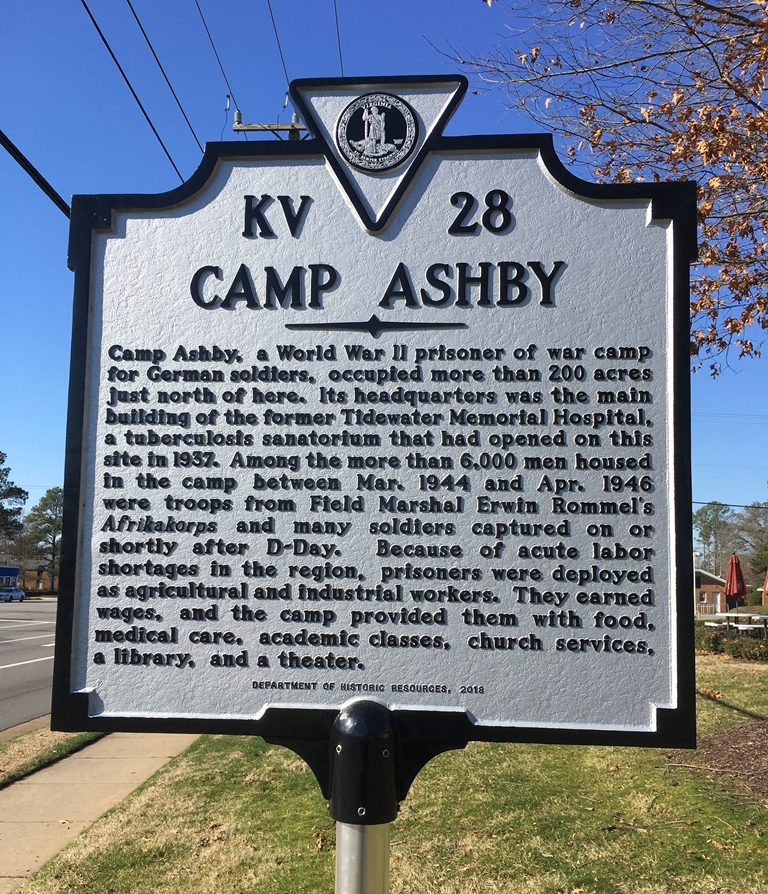 VIRGINIA
KV 28
CAMP ASHBY
Camp Ashby, a World War II prisoner of war camp
for German soldiers, occupied more than 200 acres
just north of here. Its headquarters was the main
building of the former Tidewater Memorial Hospital,
a tuberculosis sanatorium that had opened on this
site in 1937. Among the more than 6,000 men housed
in the camp between Mar. 1944 and Apr. 1946
were troops from Field Marshal Erwin Rommel's
Afrikakorps and many soldiers captured on or
shortly after D-Day. Because of acute labor
shortages in the region, prisoners were deployed
as agricultural and industrial workers. They earned
wages, and the camp provided them with food,
medical care, academic classes, church services,
a library, and a theater.
DEPARTMENT OF HISTORIC RESOURCES, 2018